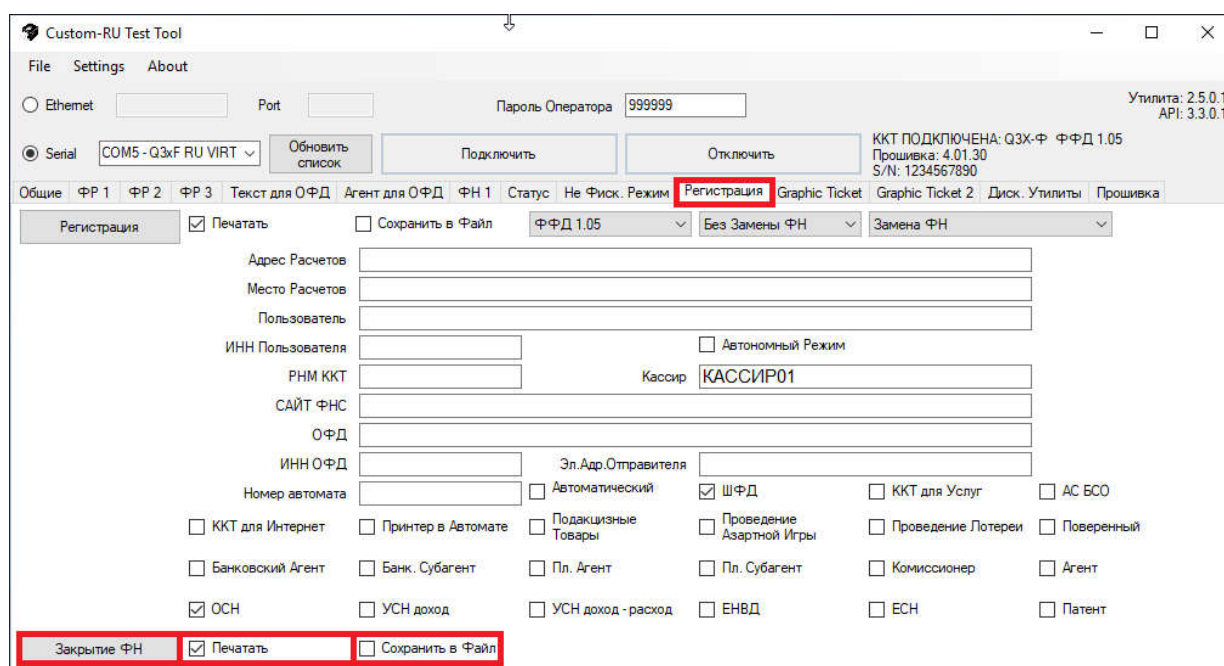 Custom-RU Test Tool
File Settings About
Ethernet Port Пароль Оператора 999999 Утилита: 2.5.0.1
API: 3.3.0.1
Serial COM5 - Q3xF RU VIRT Обновить список Подключить Отключить ККТ ПОДКЛЮЧЕНА: Q3X-Ф ФФД 1.05
Прошивка: 4.01.30
S/N: 1234567890
Общие ФР 1 ФР 2 ФР 3 Текст для ОФД Агент для ОФД ФН 1 Статус Не Фиск. Режим Регистрация Graphic Ticket Graphic Ticket 2 Диск. Утилиты Прошивка
Регистрация Печатать Сохранить в Файл ФФД 1.05 Без Замены ФН Замена ФН
Адрес Расчетов
Место Расчетов
Пользователь
ИНН Пользователя Автономный Режим
РНМ ККТ Кассир КАССИР01
САЙТ ФНС
ОФД
ИНН ОФД Эл.Адр.Отправителя
Номер автомата Автоматический ШФД ККТ для Услуг АС БСО
ККТ для Интернет Принтер в Автомате Подакцизные Товары Проведение Азартной Игры Проведение Лотереи Поверенный
Банковский Агент Банк. Субагент Пл. Агент Пл. Субагент Комиссионер Агент
ОСН УСН доход УСН доход - расход ЕНВД ЕСН Патент
Закрытие ФН Печатать Сохранить в Файл